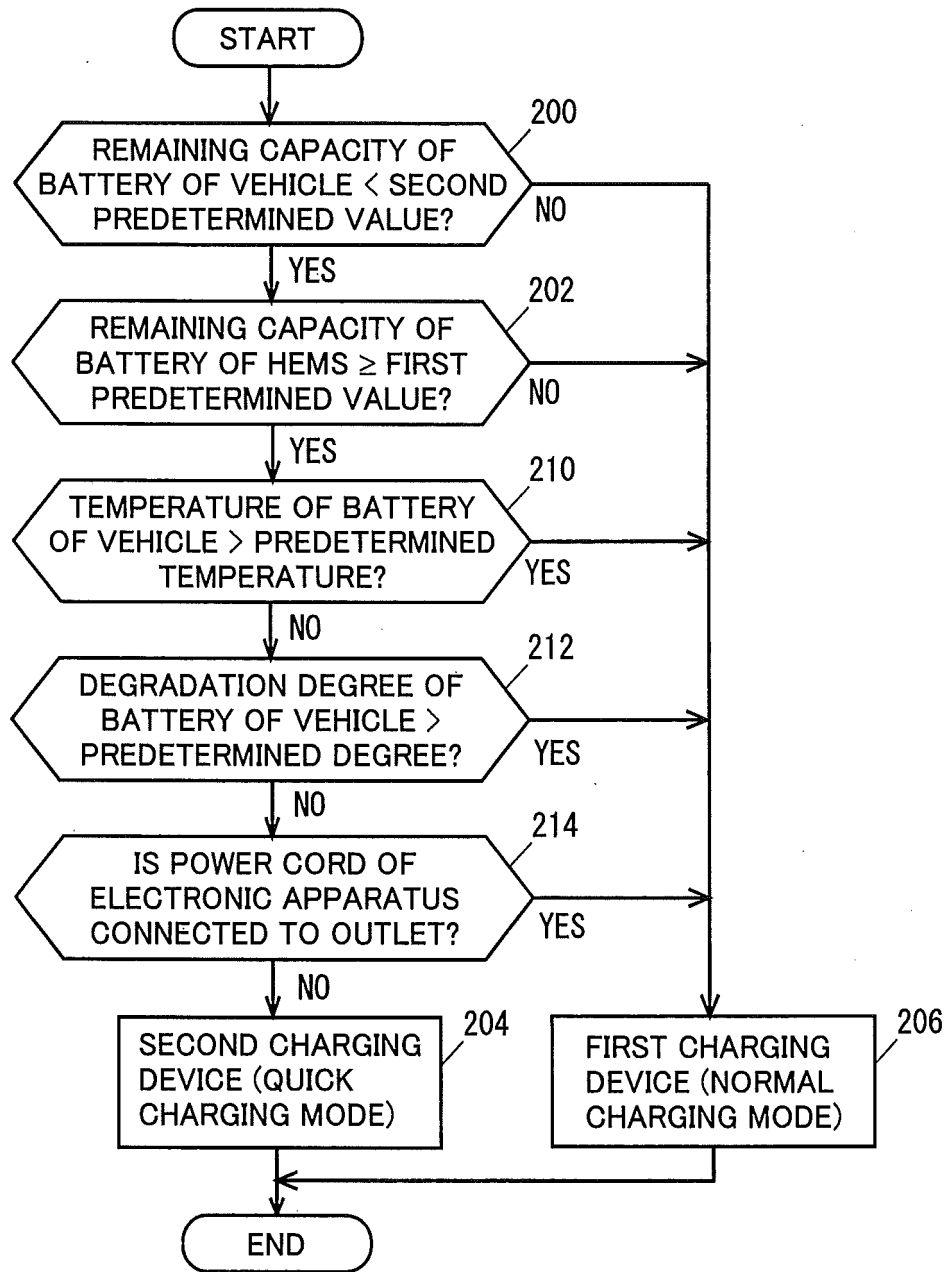 START
200
REMAINING CAPACITY OF
BATTERY OF VEHICLE < SECOND
PREDETERMINED VALUE?
NO
YES
202
REMAINING CAPACITY OF
BATTERY OF HEMS ≥ FIRST
PREDETERMINED VALUE?
NO
YES
210
TEMPERATURE OF BATTERY
OF VEHICLE > PREDETERMINED
TEMPERATURE?
YES
NO
212
DEGRADATION DEGREE OF
BATTERY OF VEHICLE >
PREDETERMINED DEGREE?
YES
NO
214
IS POWER CORD OF
ELECTRONIC APPARATUS
CONNECTED TO OUTLET?
YES
NO
204
SECOND CHARGING
DEVICE (QUICK
CHARGING MODE)
206
FIRST CHARGING
DEVICE (NORMAL
CHARGING MODE)
END